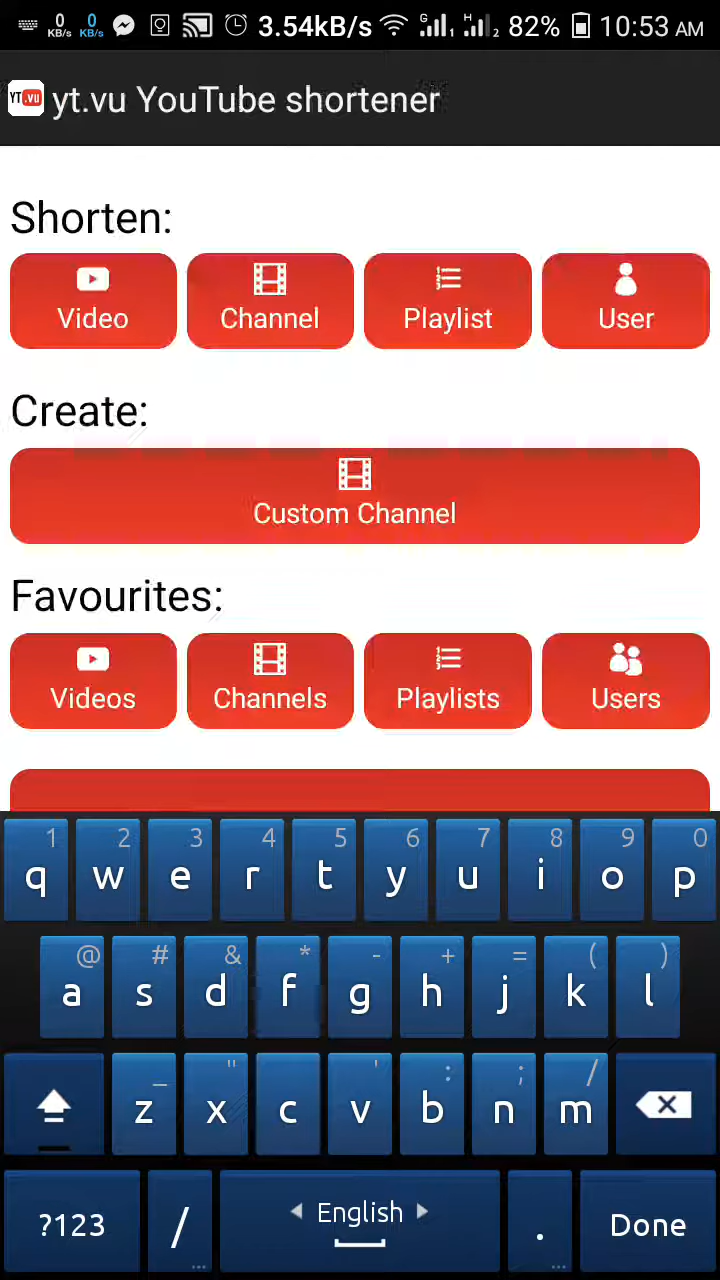 0 KB/s 0 KB/s 3.54kB/s G 1 H 2 82% 10:53 AM
YT.VU yt.vu YouTube shortener
Shorten:
Video Channel Playlist User
Create:
Custom Channel
Favourites:
Videos Channels Playlists Users
1 2 3 4 5 6 7 8 9 0
q w e r t y u i o p
@ # & * - + = ( )
a s d f g h j k l
_ " ' : ; /
z x c v b n m
?123 / ... English . ... Done